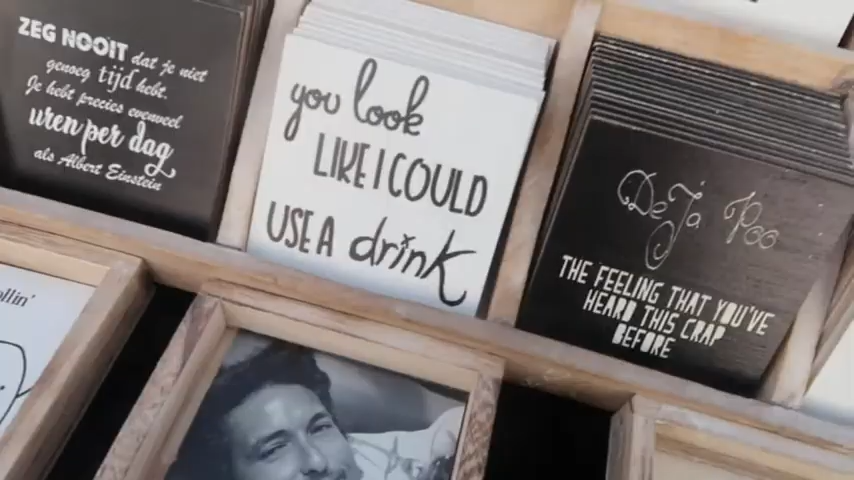 ZEG NOOIT dat je niet
genoeg tijd hebt.
Je hebt precies evenveel
uren per dag
als Albert Einstein
you look
LIKE I COULD
USE A drink
DeJa Poo
THE FEELING THAT YOU'VE
HEARD THIS CRAP
BEFORE
ollin'